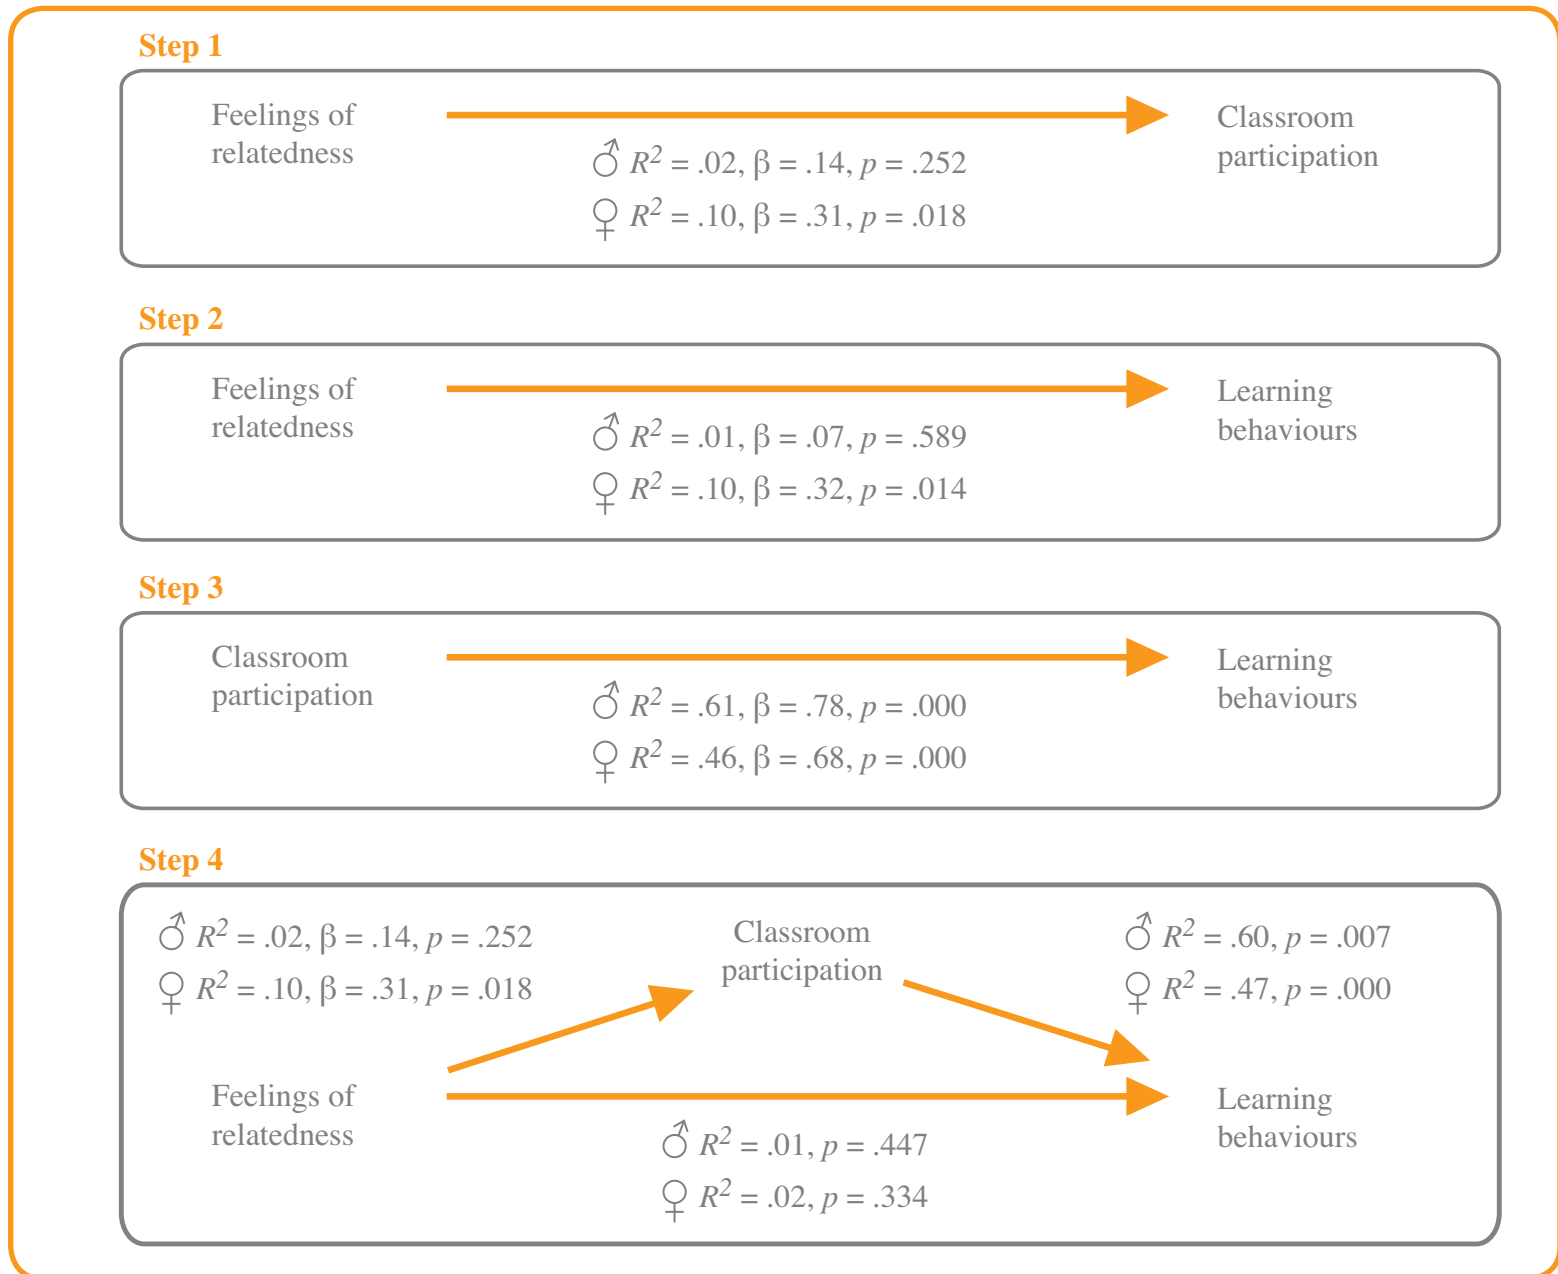 Step 1
Feelings of
relatedness
Classroom
participation
♂ R² = .02, β = .14, p = .252
♀ R² = .10, β = .31, p = .018
Step 2
Feelings of
relatedness
Learning
behaviours
♂ R² = .01, β = .07, p = .589
♀ R² = .10, β = .32, p = .014
Step 3
Classroom
participation
Learning
behaviours
♂ R² = .61, β = .78, p = .000
♀ R² = .46, β = .68, p = .000
Step 4
♂ R² = .02, β = .14, p = .252
♀ R² = .10, β = .31, p = .018
Classroom
participation
♂ R² = .60, p = .007
♀ R² = .47, p = .000
Feelings of
relatedness
Learning
behaviours
♂ R² = .01, p = .447
♀ R² = .02, p = .334